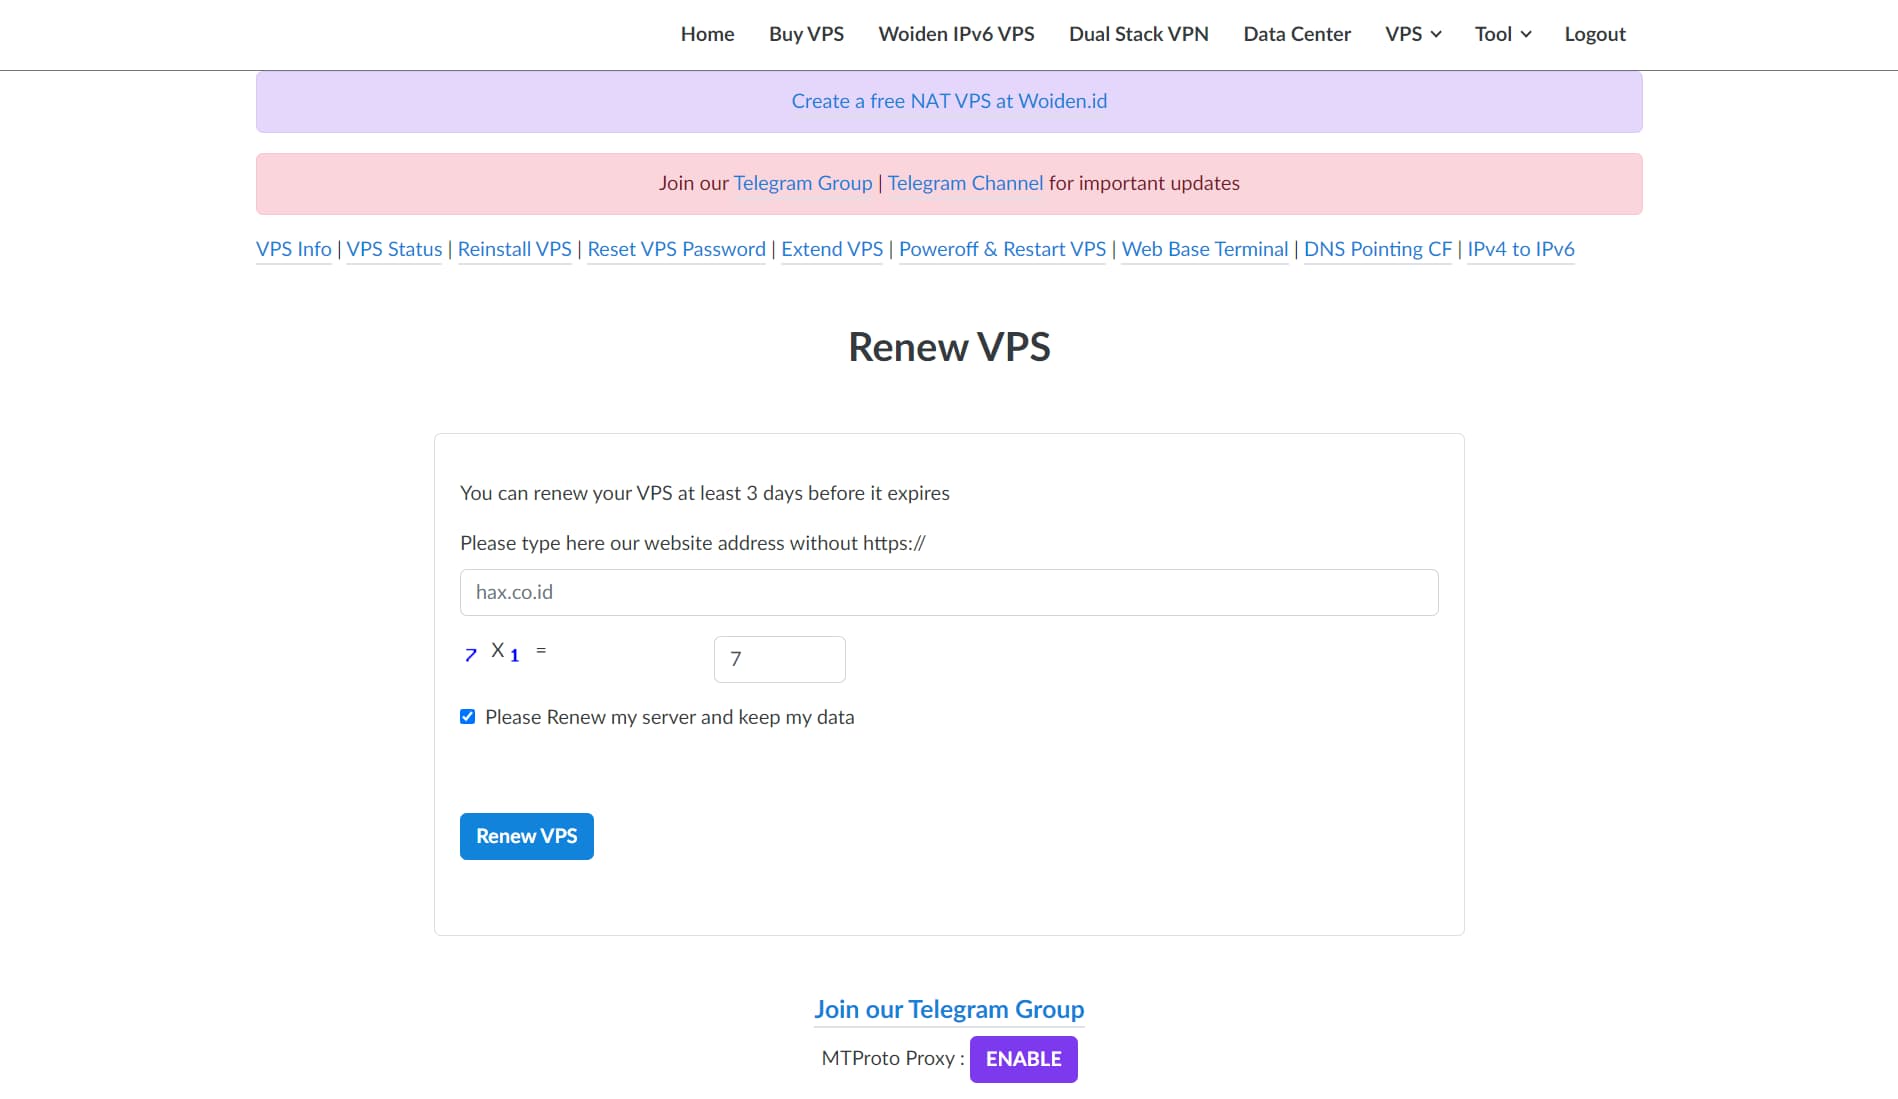 Home Buy VPS Woiden IPv6 VPS Dual Stack VPN Data Center VPS Tool Logout
Create a free NAT VPS at Woiden.id
Join our Telegram Group | Telegram Channel for important updates
VPS Info | VPS Status | Reinstall VPS | Reset VPS Password | Extend VPS | Poweroff & Restart VPS | Web Base Terminal | DNS Pointing CF | IPv4 to IPv6
Renew VPS
You can renew your VPS at least 3 days before it expires
Please type here our website address without https://
hax.co.id
7 X 1 = 7
Please Renew my server and keep my data
Renew VPS
Join our Telegram Group
MTProto Proxy : ENABLE